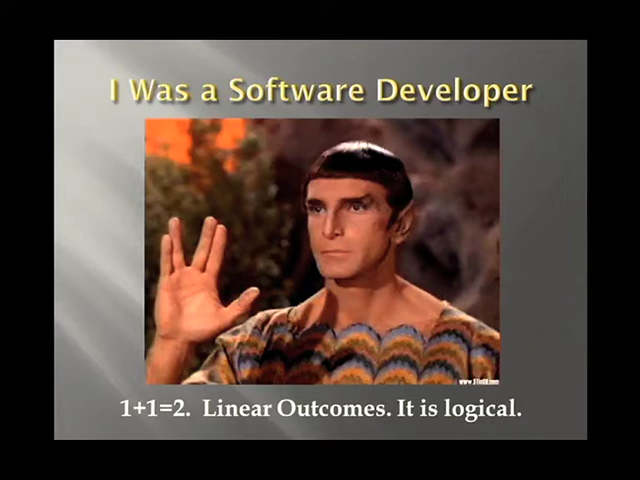 I Was a Software Developer
1+1=2. Linear Outcomes. It is logical.